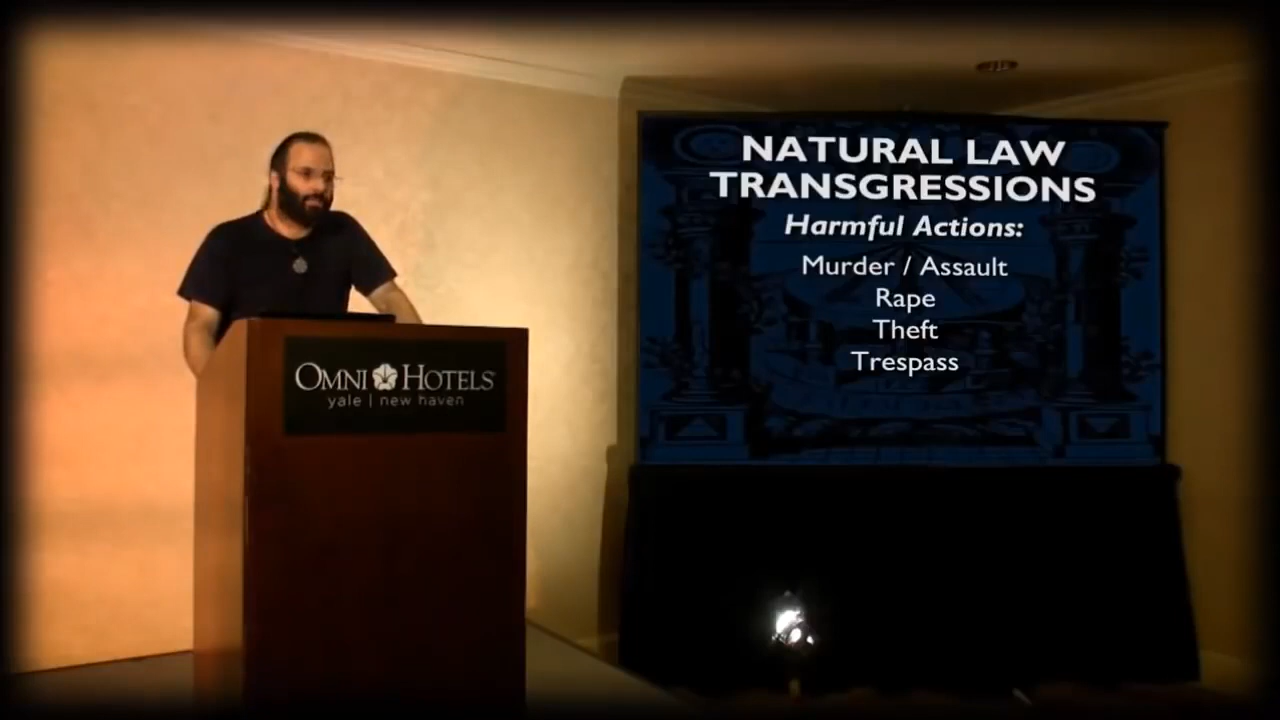 NATURAL LAW
TRANSGRESSIONS
Harmful Actions:
Murder / Assault
Rape
Theft
Trespass
OMNI HOTELS
yale | new haven